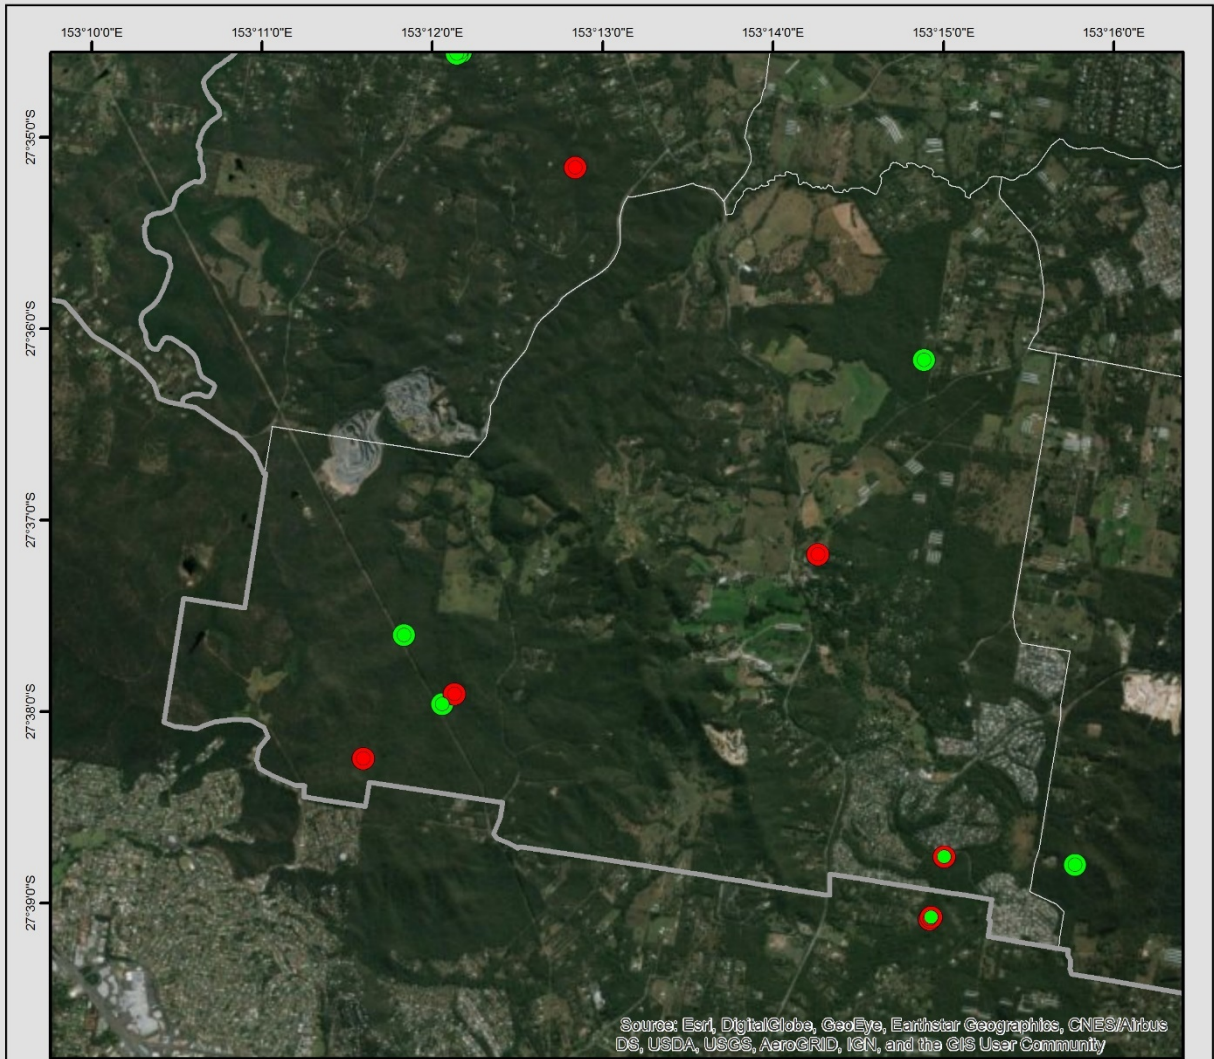 153°10'0"E 153°11'0"E 153°12'0"E 153°13'0"E 153°14'0"E 153°15'0"E 153°16'0"E
27°35'0"S
27°36'0"S
27°37'0"S
27°38'0"S
27°39'0"S
Source: Esri, DigitalGlobe, GeoEye, Earthstar Geographics, CNES/Airbus
DS, USDA, USGS, AeroGRID, IGN, and the GIS User Community